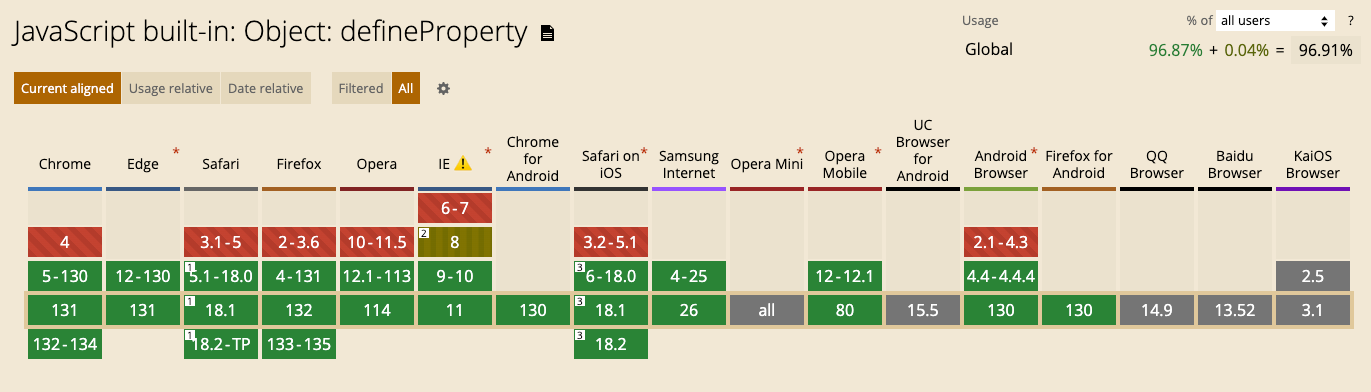 JavaScript built-in: Object: defineProperty
Usage % of all users ?
Global 96.87% + 0.04% = 96.91%
Current aligned Usage relative Date relative Filtered All
Chrome
Edge *
Safari
Firefox
Opera
IE *
Chrome for Android
Safari on iOS *
Samsung Internet
Opera Mini *
Opera Mobile *
UC Browser for Android
Android Browser *
Firefox for Android
QQ Browser
Baidu Browser
KaiOS Browser
6-7
4 3.1-5 2-3.6 10-11.5 2 8 3.2-5.1 2.1-4.3
5-130 12-130 1 5.1-18.0 4-131 12.1-113 9-10 3 6-18.0 4-25 12-12.1 4.4-4.4.4 2.5
131 131 1 18.1 132 114 11 130 3 18.1 26 all 80 15.5 130 130 14.9 13.52 3.1
132-134 1 18.2-TP 133-135 3 18.2